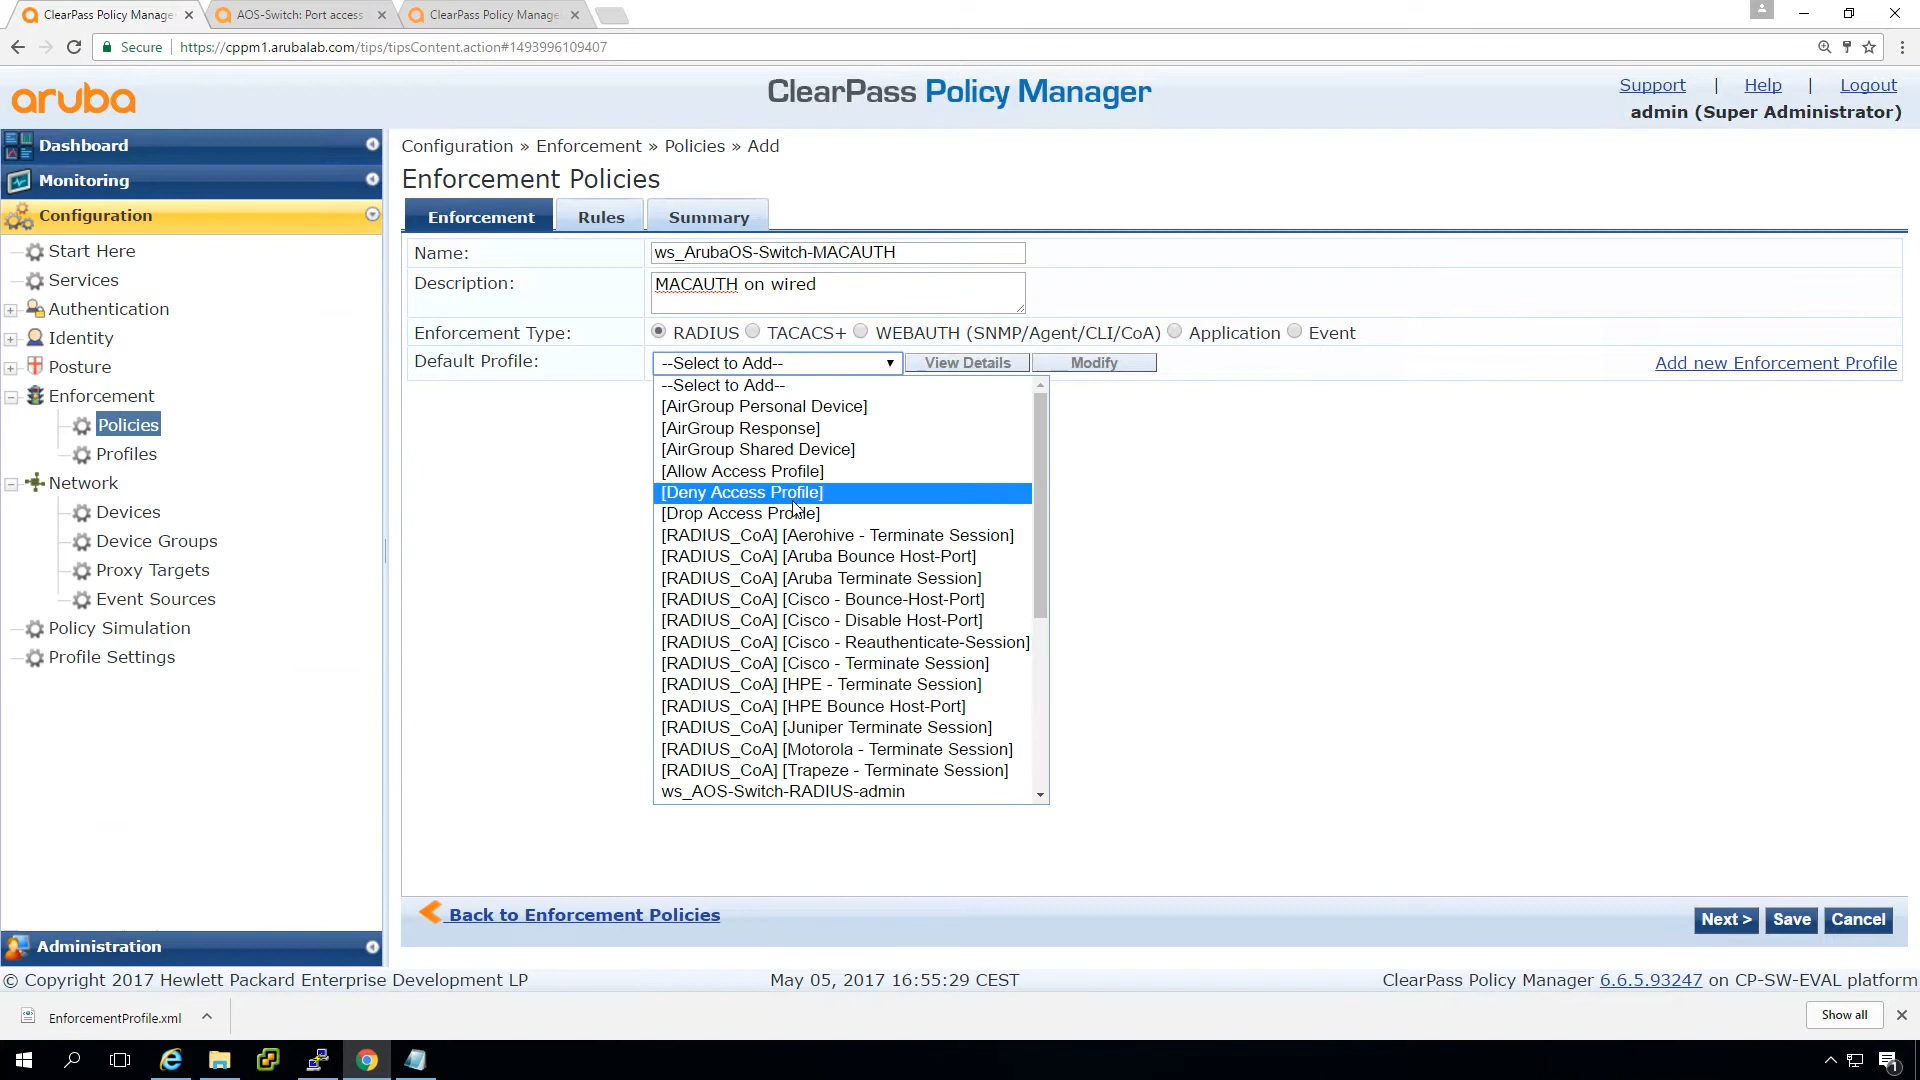 ClearPass Policy Manage
AOS-Switch: Port access
ClearPass Policy Manage
Secure
https://cppm1.arubalab.com/tips/tipsContent.action#1493996109407
aruba
ClearPass Policy Manager
Support | Help | Logout
admin (Super Administrator)
Dashboard
Monitoring
Configuration
Start Here
Services
Authentication
Identity
Posture
Enforcement
Policies
Profiles
Network
Devices
Device Groups
Proxy Targets
Event Sources
Policy Simulation
Profile Settings
Administration
Configuration » Enforcement » Policies » Add
Enforcement Policies
Enforcement Rules Summary
Name: ws_ArubaOS-Switch-MACAUTH
Description: MACAUTH on wired
Enforcement Type: RADIUS TACACS+ WEBAUTH (SNMP/Agent/CLI/CoA) Application Event
Default Profile: --Select to Add-- View Details Modify Add new Enforcement Profile
--Select to Add--
[AirGroup Personal Device]
[AirGroup Response]
[AirGroup Shared Device]
[Allow Access Profile]
[Deny Access Profile]
[Drop Access Profile]
[RADIUS_CoA] [Aerohive - Terminate Session]
[RADIUS_CoA] [Aruba Bounce Host-Port]
[RADIUS_CoA] [Aruba Terminate Session]
[RADIUS_CoA] [Cisco - Bounce-Host-Port]
[RADIUS_CoA] [Cisco - Disable Host-Port]
[RADIUS_CoA] [Cisco - Reauthenticate-Session]
[RADIUS_CoA] [Cisco - Terminate Session]
[RADIUS_CoA] [HPE - Terminate Session]
[RADIUS_CoA] [HPE Bounce Host-Port]
[RADIUS_CoA] [Juniper Terminate Session]
[RADIUS_CoA] [Motorola - Terminate Session]
[RADIUS_CoA] [Trapeze - Terminate Session]
ws_AOS-Switch-RADIUS-admin
Back to Enforcement Policies
Next > Save Cancel
© Copyright 2017 Hewlett Packard Enterprise Development LP
May 05, 2017 16:55:29 CEST
ClearPass Policy Manager 6.6.5.93247 on CP-SW-EVAL platform
EnforcementProfile.xml
Show all
1